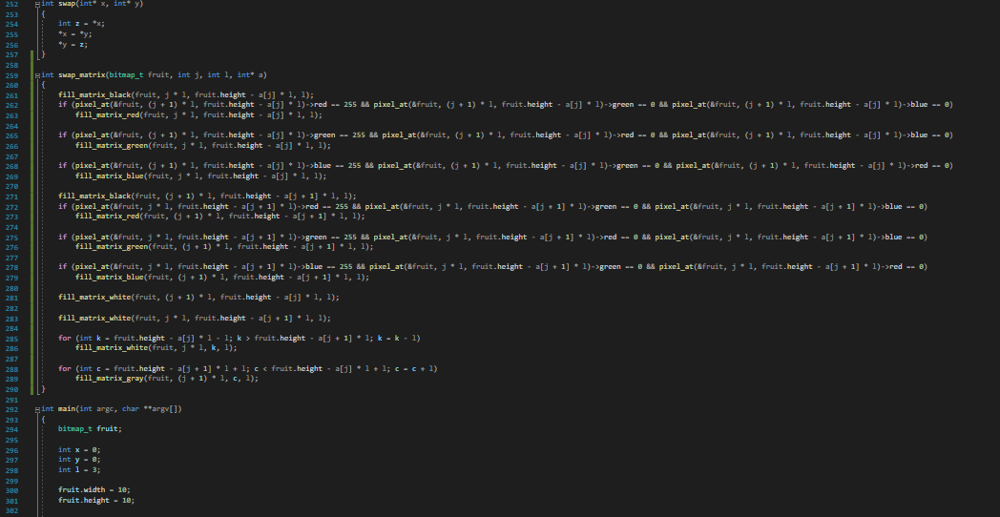 252 int swap(int* x, int* y)
253 {
254 int z = *x;
255 *x = *y;
256 *y = z;
257 }
258
259 int swap_matrix(bitmap_t fruit, int j, int l, int* a)
260 {
261 fill_matrix_black(fruit, j * l, fruit.height - a[j] * l, l);
262 if (pixel_at(&fruit, (j + 1) * l, fruit.height - a[j] * l)->red == 255 && pixel_at(&fruit, (j + 1) * l, fruit.height - a[j] * l)->green == 0 && pixel_at(&fruit, (j + 1) * l, fruit.height - a[j] * l)->blue == 0)
263 fill_matrix_red(fruit, j * l, fruit.height - a[j] * l, l);
264
265 if (pixel_at(&fruit, (j + 1) * l, fruit.height - a[j] * l)->green == 255 && pixel_at(&fruit, (j + 1) * l, fruit.height - a[j] * l)->red == 0 && pixel_at(&fruit, (j + 1) * l, fruit.height - a[j] * l)->blue == 0)
266 fill_matrix_green(fruit, j * l, fruit.height - a[j] * l, l);
267
268 if (pixel_at(&fruit, (j + 1) * l, fruit.height - a[j] * l)->blue == 255 && pixel_at(&fruit, (j + 1) * l, fruit.height - a[j] * l)->green == 0 && pixel_at(&fruit, (j + 1) * l, fruit.height - a[j] * l)->red == 0)
269 fill_matrix_blue(fruit, j * l, fruit.height - a[j] * l, l);
270
271 fill_matrix_black(fruit, (j + 1) * l, fruit.height - a[j + 1] * l, l);
272 if (pixel_at(&fruit, j * l, fruit.height - a[j + 1] * l)->red == 255 && pixel_at(&fruit, j * l, fruit.height - a[j + 1] * l)->green == 0 && pixel_at(&fruit, j * l, fruit.height - a[j + 1] * l)->blue == 0)
273 fill_matrix_red(fruit, (j + 1) * l, fruit.height - a[j + 1] * l, l);
274
275 if (pixel_at(&fruit, j * l, fruit.height - a[j + 1] * l)->green == 255 && pixel_at(&fruit, j * l, fruit.height - a[j + 1] * l)->red == 0 && pixel_at(&fruit, j * l, fruit.height - a[j + 1] * l)->blue == 0)
276 fill_matrix_green(fruit, (j + 1) * l, fruit.height - a[j + 1] * l, l);
277
278 if (pixel_at(&fruit, j * l, fruit.height - a[j + 1] * l)->blue == 255 && pixel_at(&fruit, j * l, fruit.height - a[j + 1] * l)->green == 0 && pixel_at(&fruit, j * l, fruit.height - a[j + 1] * l)->red == 0)
279 fill_matrix_blue(fruit, (j + 1) * l, fruit.height - a[j + 1] * l, l);
280
281 fill_matrix_white(fruit, (j + 1) * l, fruit.height - a[j] * l, l);
282
283 fill_matrix_white(fruit, j * l, fruit.height - a[j + 1] * l, l);
284
285 for (int k = fruit.height - a[j] * l - l; k > fruit.height - a[j + 1] * l; k = k - l)
286 fill_matrix_white(fruit, j * l, k, l);
287
288 for (int c = fruit.height - a[j + 1] * l + l; c < fruit.height - a[j] * l + l; c = c + l)
289 fill_matrix_gray(fruit, (j + 1) * l, c, l);
290 }
291
292 int main(int argc, char **argv[])
293 {
294 bitmap_t fruit;
295
296 int x = 0;
297 int y = 0;
298 int l = 3;
299
300 fruit.width = 10;
301 fruit.height = 10;
302